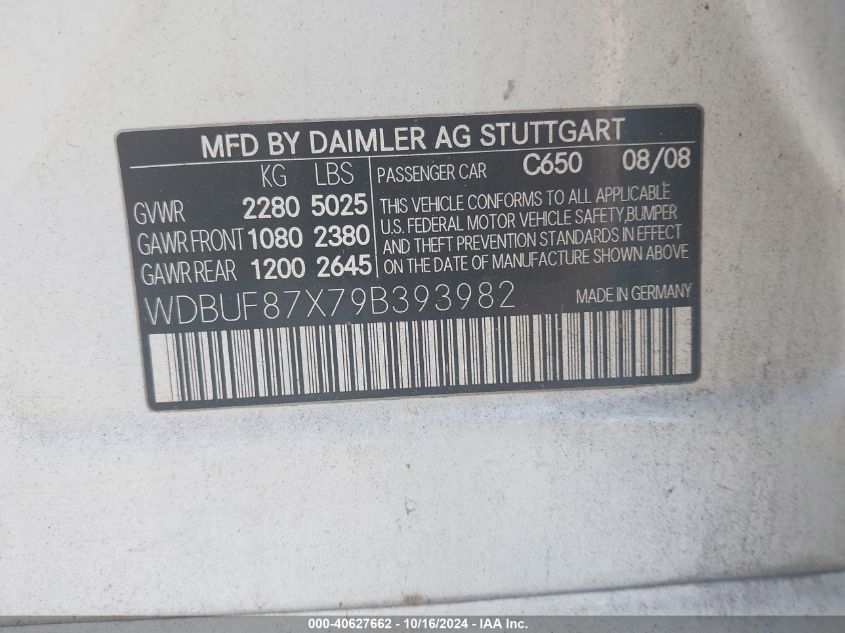 MFD BY DAIMLER AG STUTTGART
KG LBS
GVWR 2280 5025
GAWR FRONT 1080 2380
GAWR REAR 1200 2645
PASSENGER CAR C650 08/08
THIS VEHICLE CONFORMS TO ALL APPLICABLE
U.S. FEDERAL MOTOR VEHICLE SAFETY,BUMPER
AND THEFT PREVENTION STANDARDS IN EFFECT
ON THE DATE OF MANUFACTURE SHOWN ABOVE
WDBUF87X79B393982 MADE IN GERMANY
000-40627662 - 10/16/2024 - IAA Inc.